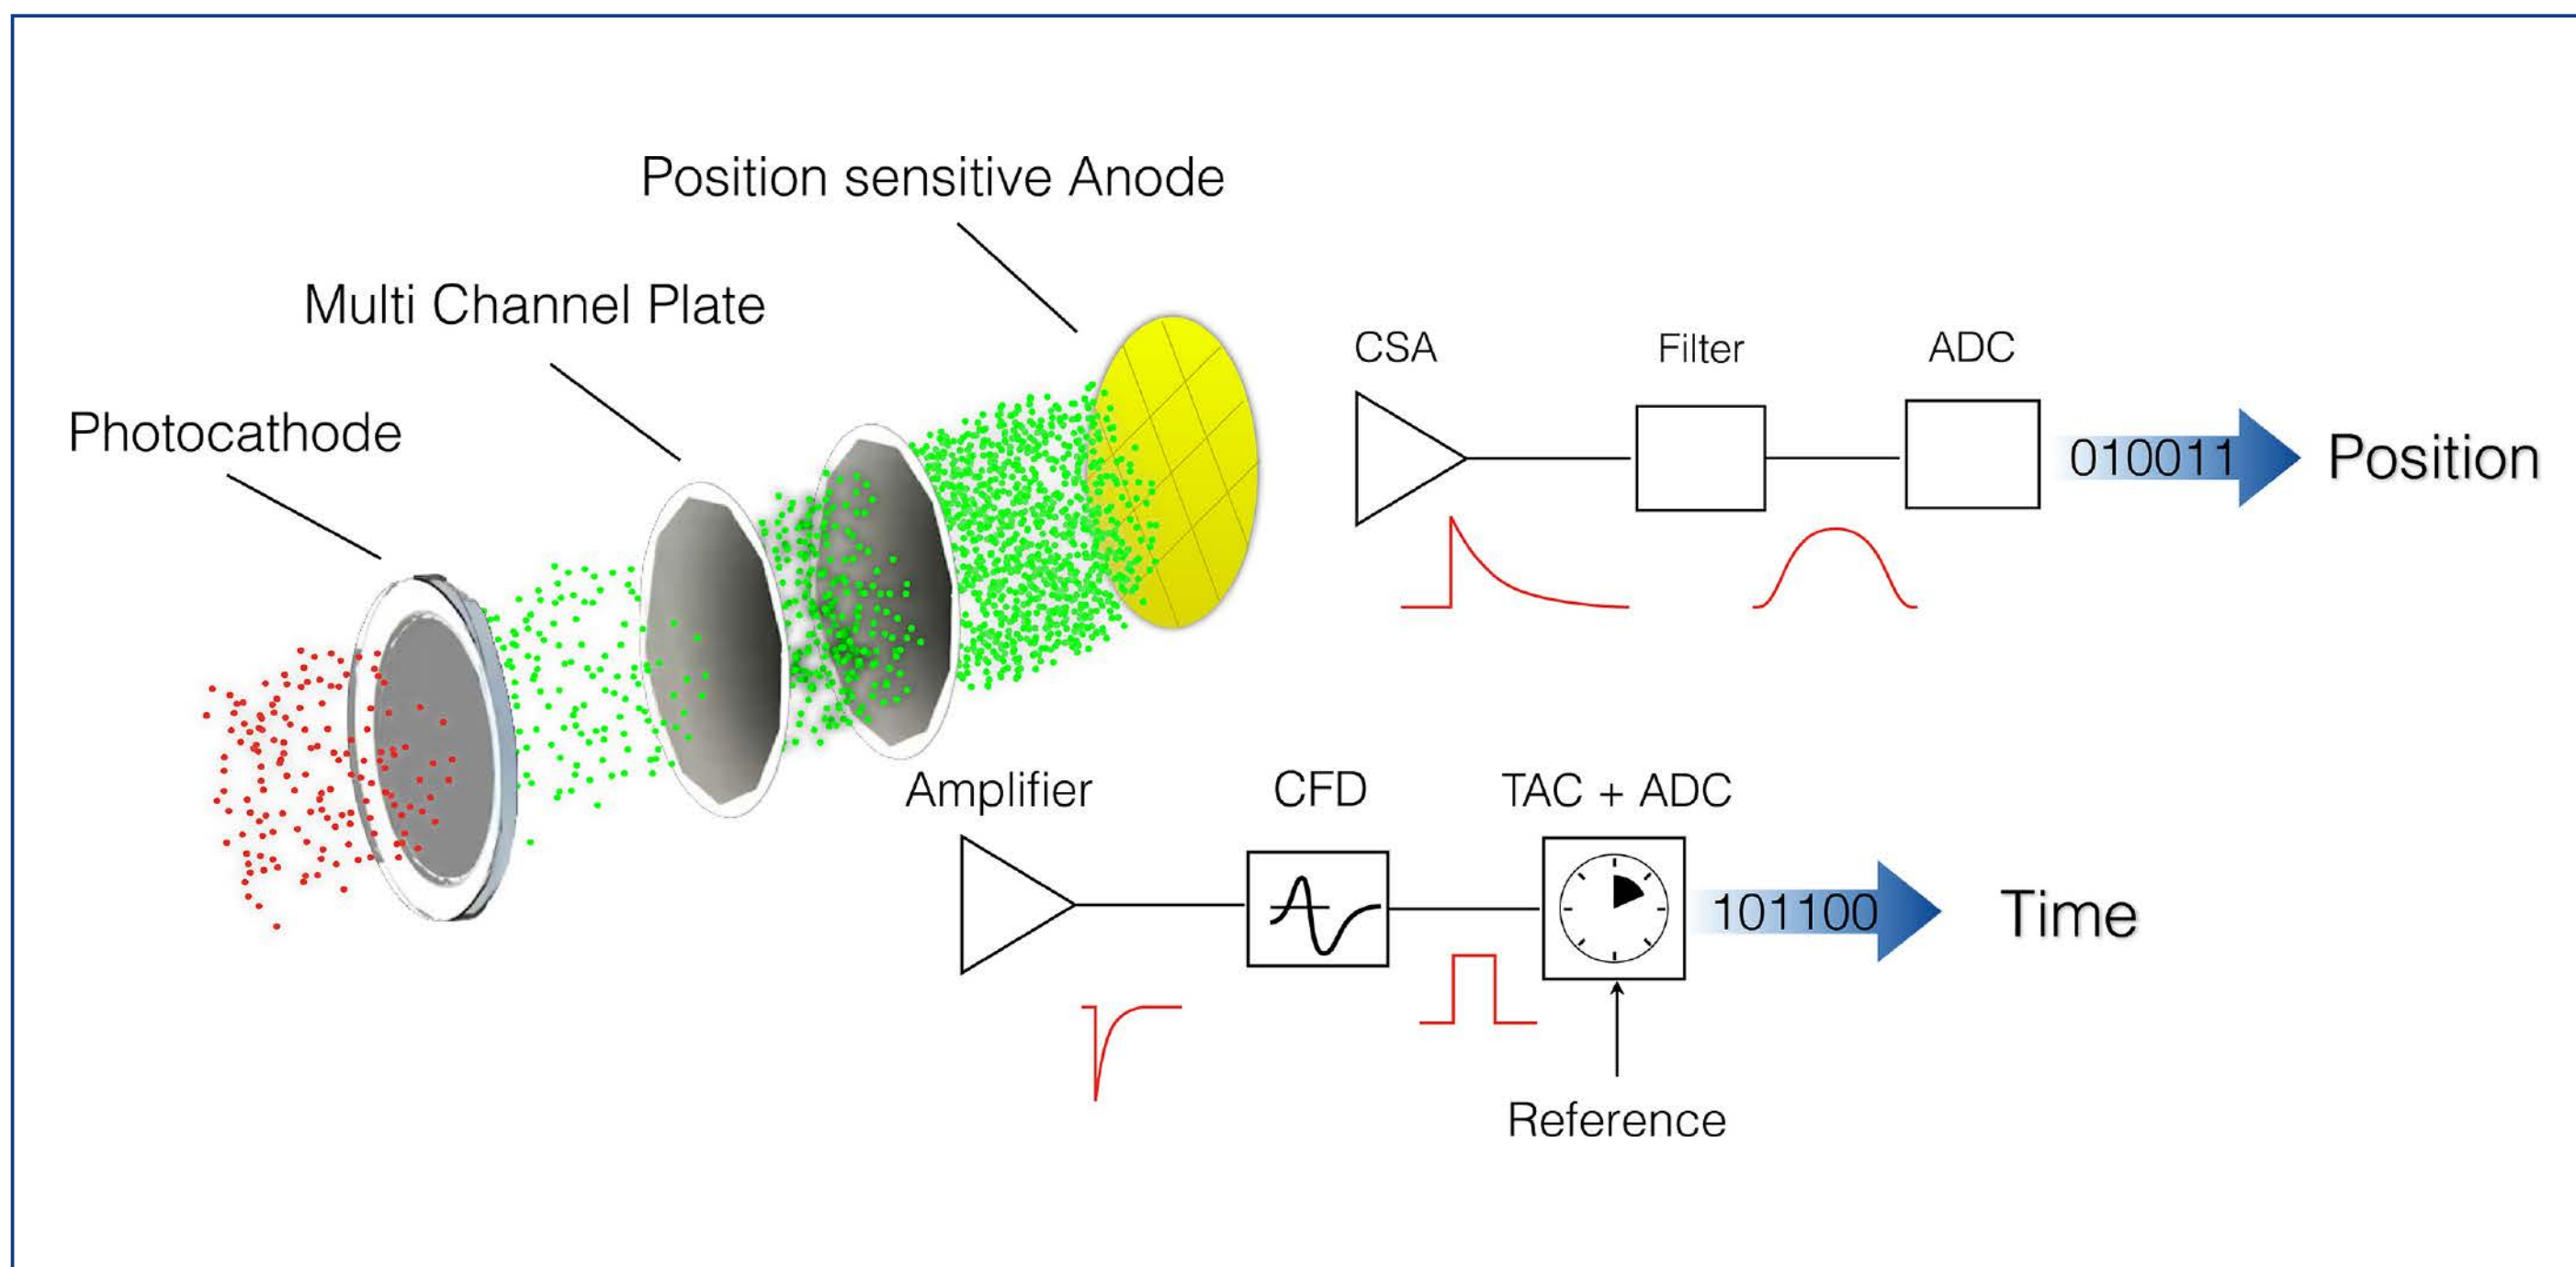 Position sensitive Anode
Multi Channel Plate
Photocathode
CSA
Filter
ADC
010011
Position
Amplifier
CFD
TAC + ADC
101100
Time
Reference